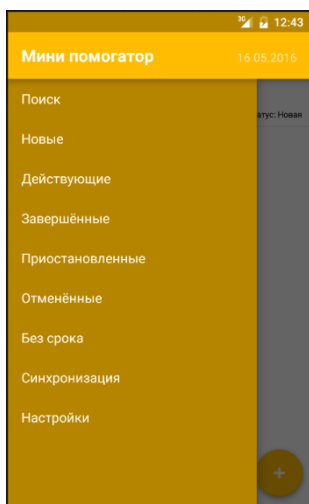 3G 12:43
Мини помогатор 16.05.2016
Поиск
атус: Новая
Новые
Действующие
Завершённые
Приостановленные
Отменённые
Без срока
Синхронизация
Настройки
+